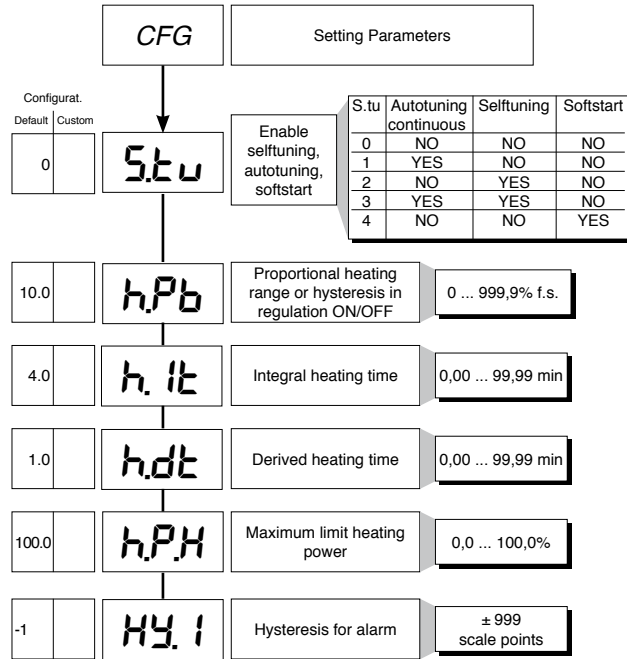 CFG
Setting Parameters
Configurat.
Default Custom
0
S.tu
Enable
selftuning,
autotuning,
softstart
S.tu Autotuning Selftuning Softstart
continuous
0 NO NO NO
1 YES NO NO
2 NO YES NO
3 YES YES NO
4 NO NO YES
10.0
h.Pb
Proportional heating
range or hysteresis in
regulation ON/OFF
0 ... 999,9% f.s.
4.0
h.It
Integral heating time
0,00 ... 99,99 min
1.0
h.dt
Derived heating time
0,00 ... 99,99 min
100.0
h.P.H
Maximum limit heating
power
0,0 ... 100,0%
-1
HY.1
Hysteresis for alarm
± 999
scale points